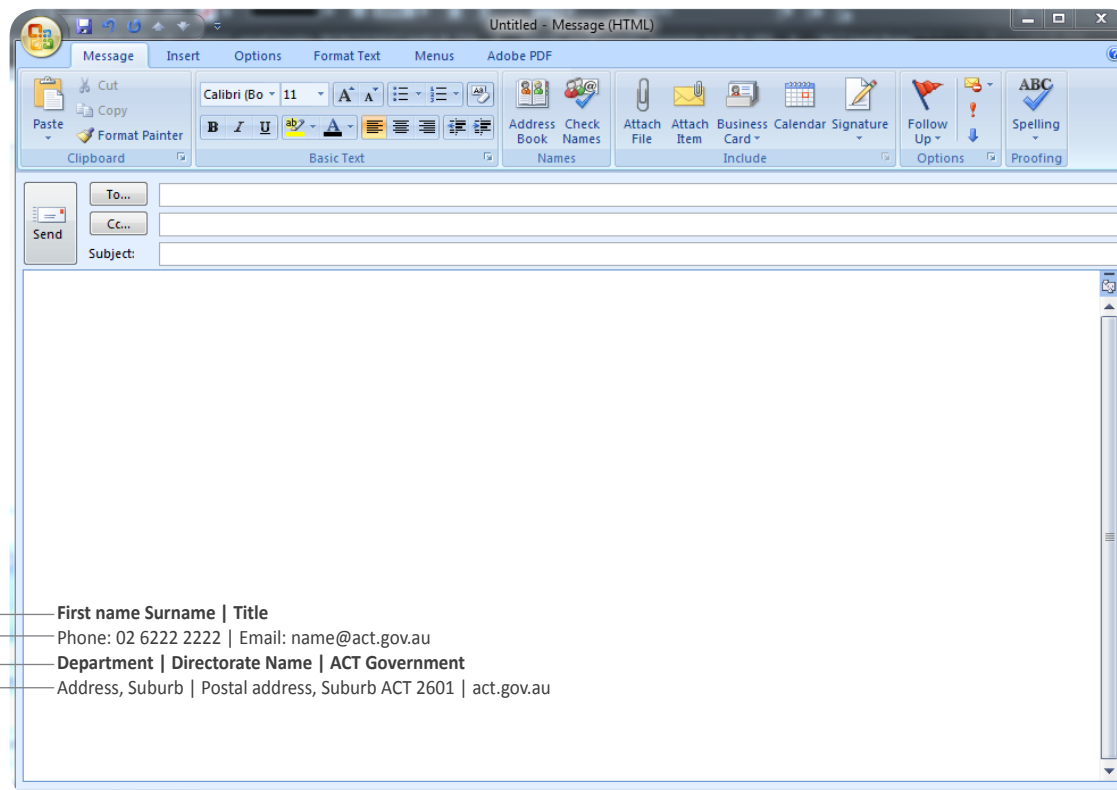 Untitled - Message (HTML)
Message Insert Options Format Text Menus Adobe PDF
Cut
Copy
Paste
Format Painter
Clipboard
Calibri (Bo 11
B I U ab A
Basic Text
Address Book
Check Names
Names
Attach File
Attach Item
Business Card
Calendar
Signature
Include
Follow Up
Options
ABC
Spelling
Proofing
Send
To...
Cc...
Subject:
First name Surname | Title
Phone: 02 6222 2222 | Email: name@act.gov.au
Department | Directorate Name | ACT Government
Address, Suburb | Postal address, Suburb ACT 2601 | act.gov.au